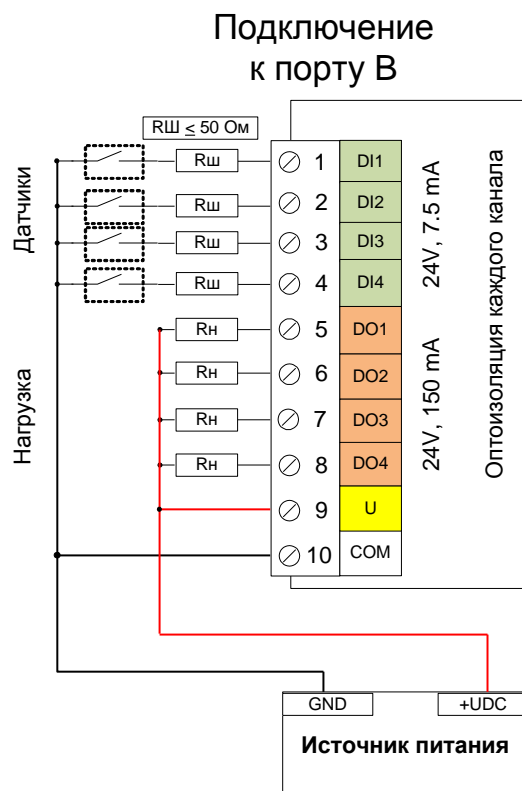 Подключение
к порту В
RШ ≤ 50 Ом
Датчики
Rш 1 DI1
Rш 2 DI2
Rш 3 DI3
Rш 4 DI4
24V, 7.5 mA
Нагрузка
Rн 5 DO1
Rн 6 DO2
Rн 7 DO3
Rн 8 DO4
24V, 150 mA
9 U
10 COM
Оптоизоляция каждого канала
GND +UDC
Источник питания